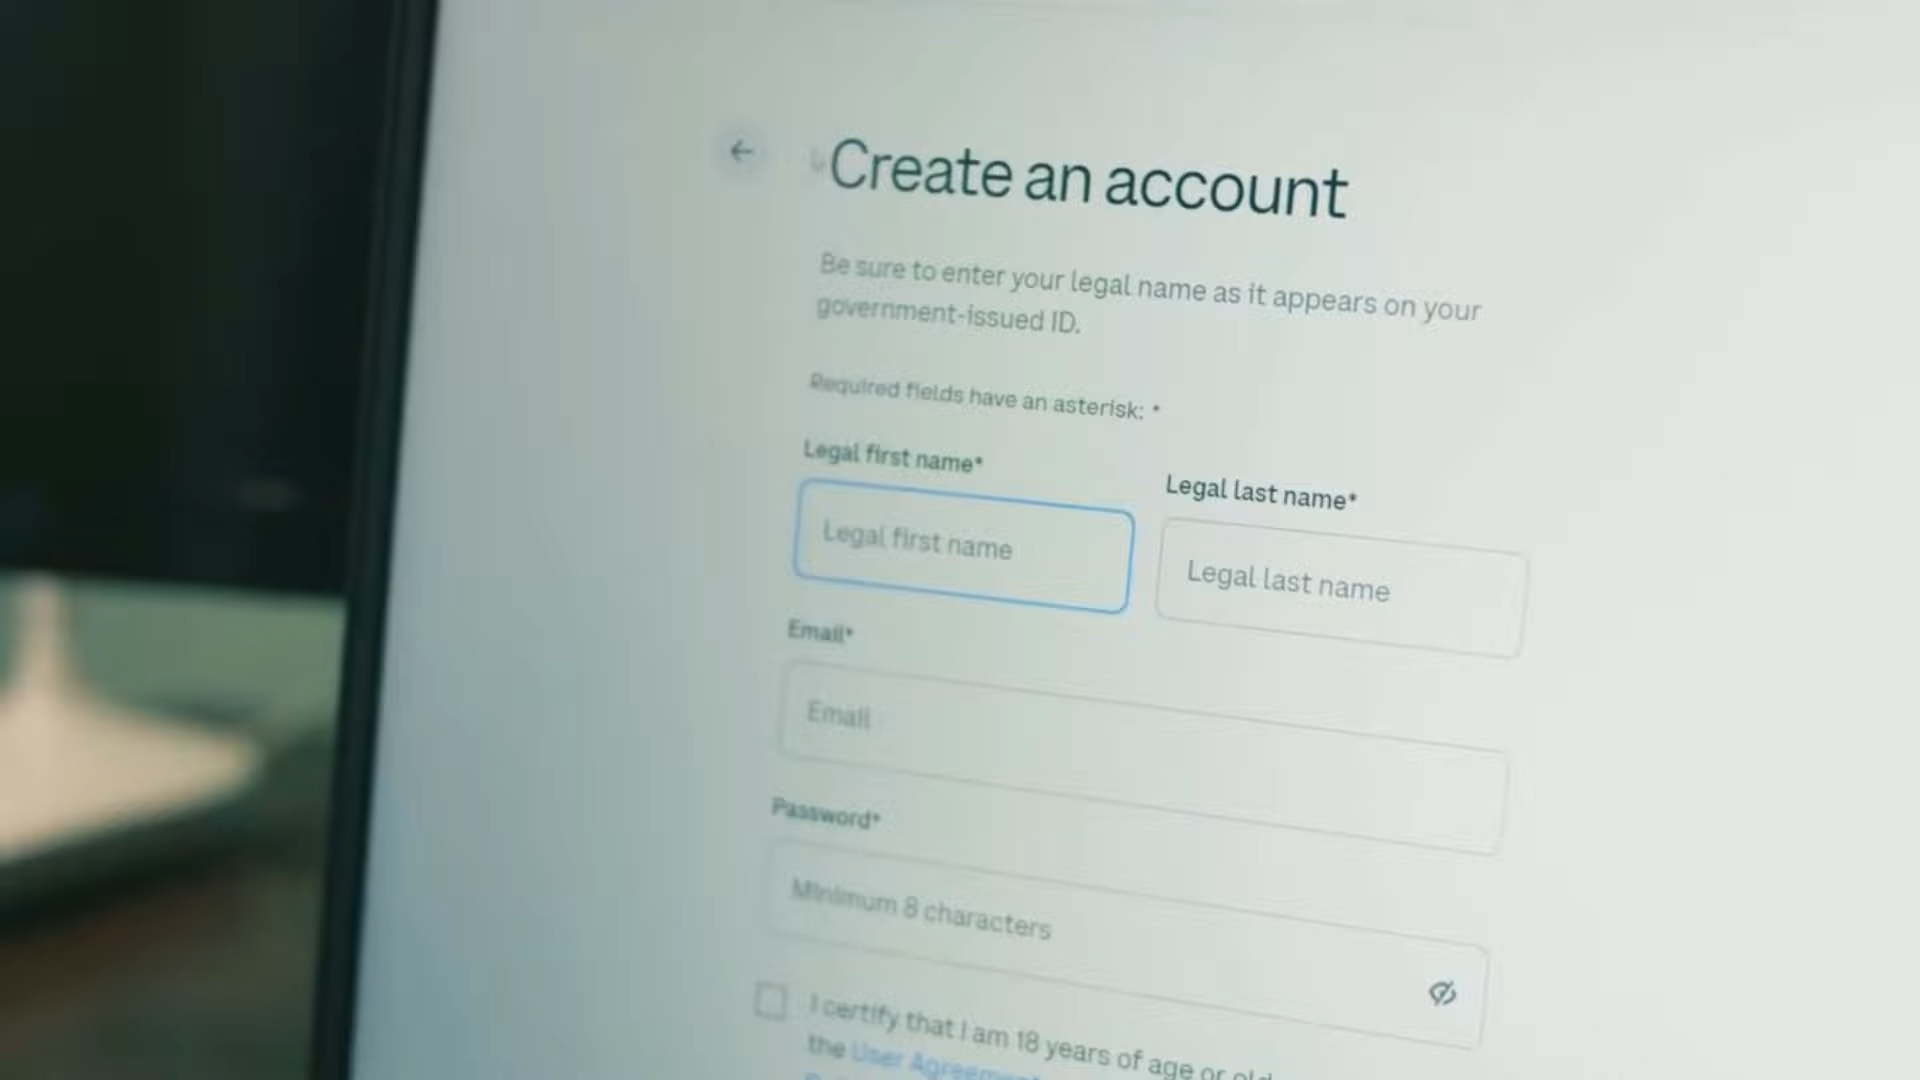 Create an account
Be sure to enter your legal name as it appears on your
government-issued ID.
Required fields have an asterisk: *
Legal first name* Legal last name*
Legal first name Legal last name
Email*
Email
Password*
Minimum 8 characters
I certify that I am 18 years of age or
the User Agreement